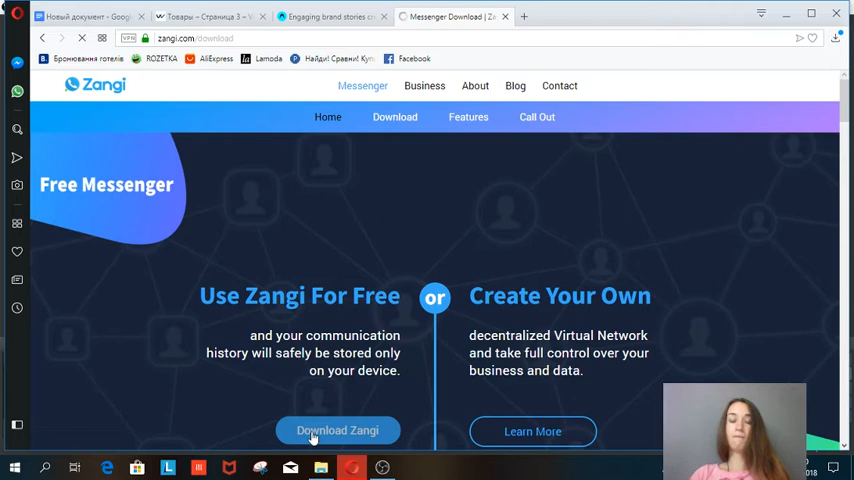 Новый документ - Google
Товары – Страница 3 – V
Engaging brand stories cr
Messenger Download | Za
VPN
zangi.com/download
Бронювання готелів
ROZETKA
AliExpress
Lamoda
Найди! Сравни! Куп
Facebook
Zangi
Messenger
Business
About
Blog
Contact
Home
Download
Features
Call Out
Free Messenger
Use Zangi For Free
or
Create Your Own
and your communication
history will safely be stored only
on your device.
decentralized Virtual Network
and take full control over your
business and data.
Download Zangi
Learn More